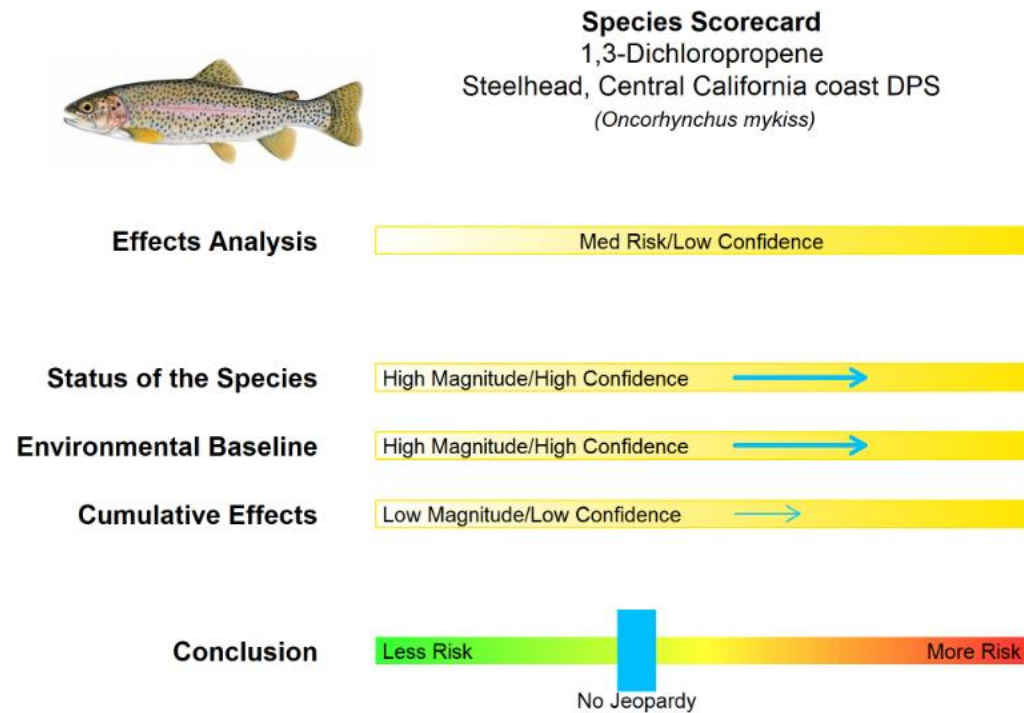 Species Scorecard
1,3-Dichloropropene
Steelhead, Central California coast DPS
(Oncorhynchus mykiss)
Effects Analysis
Med Risk/Low Confidence
Status of the Species
High Magnitude/High Confidence
Environmental Baseline
High Magnitude/High Confidence
Cumulative Effects
Low Magnitude/Low Confidence
Conclusion
Less Risk
More Risk
No Jeopardy